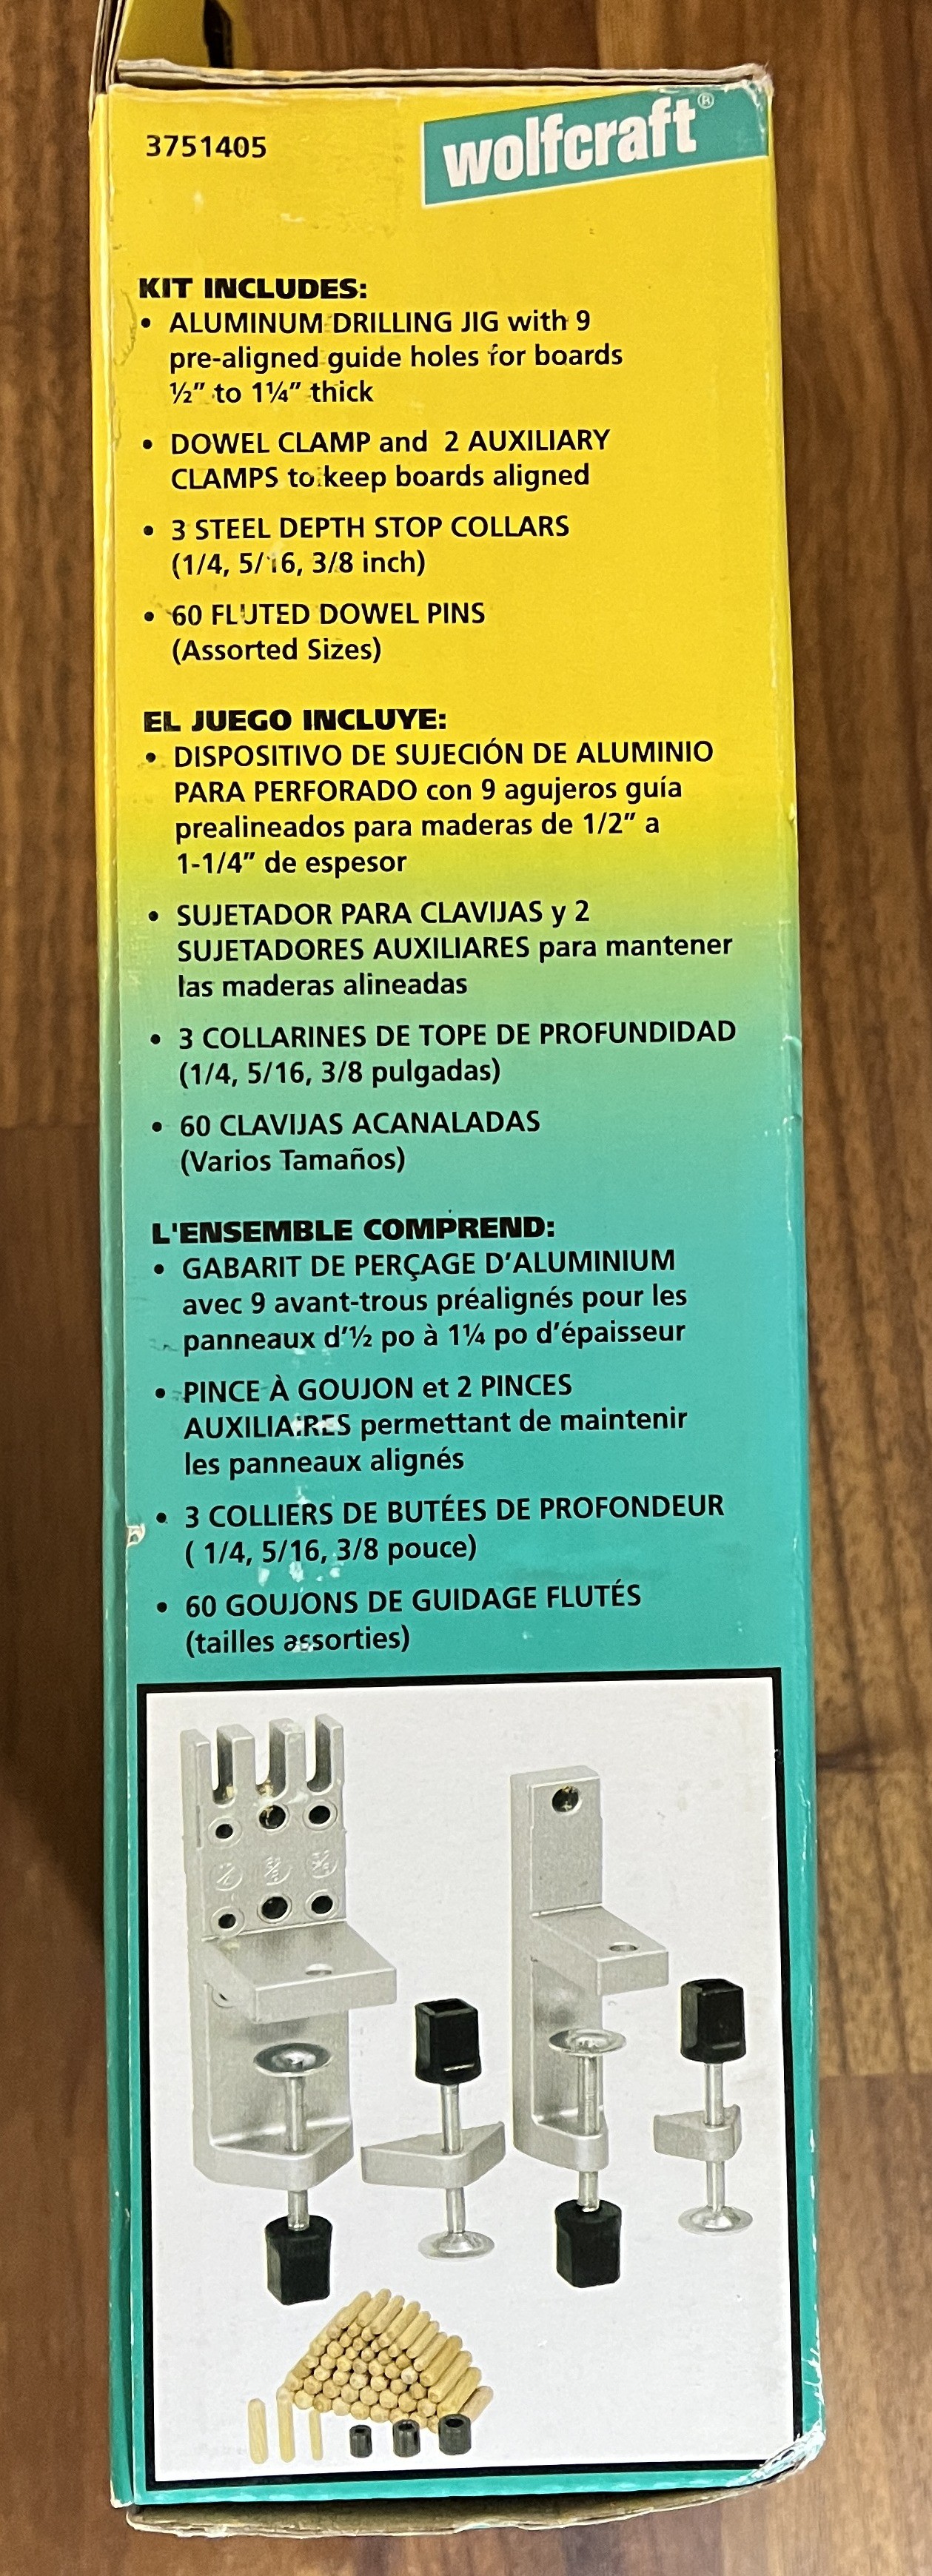 3751405
wolfcraft®
KIT INCLUDES:
• ALUMINUM DRILLING JIG with 9
pre-aligned guide holes for boards
½” to 1¼” thick
• DOWEL CLAMP and 2 AUXILIARY
CLAMPS to keep boards aligned
• 3 STEEL DEPTH STOP COLLARS
(1/4, 5/16, 3/8 inch)
• 60 FLUTED DOWEL PINS
(Assorted Sizes)
EL JUEGO INCLUYE:
• DISPOSITIVO DE SUJECIÓN DE ALUMINIO
PARA PERFORADO con 9 agujeros guía
prealineados para maderas de 1/2” a
1-1/4” de espesor
• SUJETADOR PARA CLAVIJAS y 2
SUJETADORES AUXILIARES para mantener
las maderas alineadas
• 3 COLLARINES DE TOPE DE PROFUNDIDAD
(1/4, 5/16, 3/8 pulgadas)
• 60 CLAVIJAS ACANALADAS
(Varios Tamaños)
L'ENSEMBLE COMPREND:
• GABARIT DE PERÇAGE D’ALUMINIUM
avec 9 avant-trous préalignés pour les
panneaux d’½ po à 1¼ po d’épaisseur
• PINCE À GOUJON et 2 PINCES
AUXILIAIRES permettant de maintenir
les panneaux alignés
• 3 COLLIERS DE BUTÉES DE PROFONDEUR
( 1/4, 5/16, 3/8 pouce)
• 60 GOUJONS DE GUIDAGE FLUTÉS
(tailles assorties)